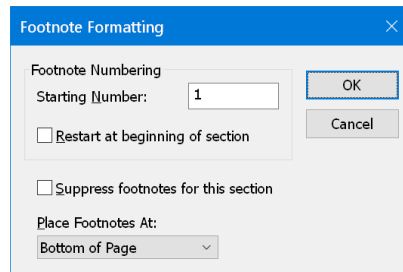 Footnote Formatting
Footnote Numbering
Starting Number: 1
OK
Restart at beginning of section
Cancel
Suppress footnotes for this section
Place Footnotes At:
Bottom of Page